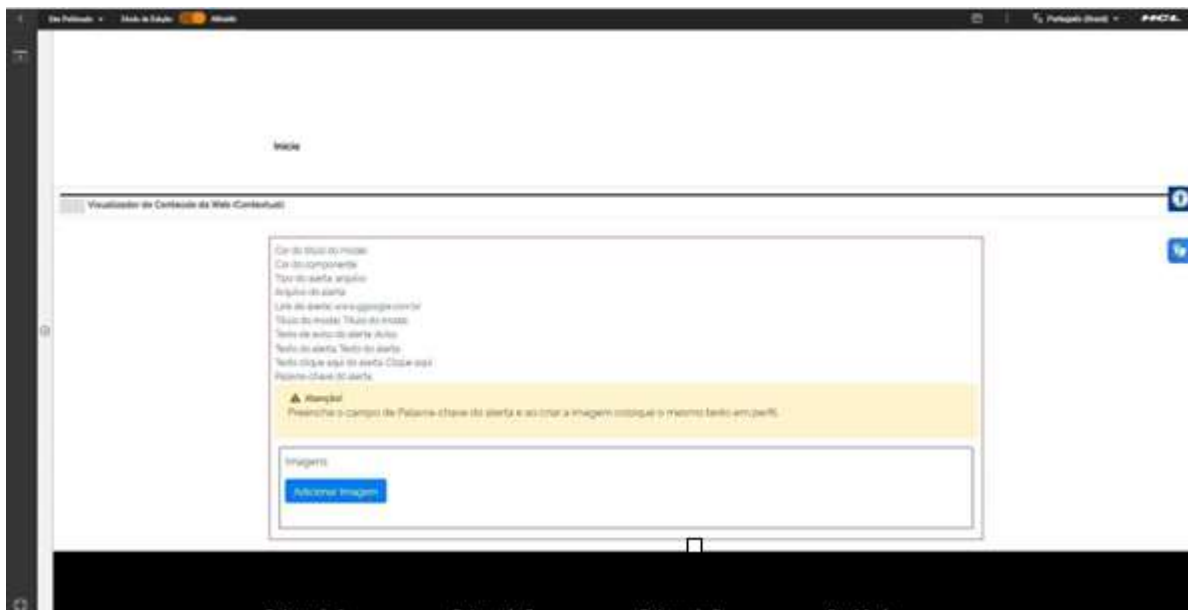 Site Publicado Modo de Edição Ativado Português (Brasil) HCL
Início
Visualizador de Conteúdo da Web (Contextual)
Cor do título do modal:
Cor do componente:
Tipo do alerta: arquivo
Arquivo do alerta:
Link do alerta:
Título do modal: Título do modal
Texto de aviso do alerta: Aviso
Texto do alerta: Texto do alerta
Texto clique aqui do alerta: Clique aqui
Palavra-chave do alerta:
Atenção!
Preencha o campo de Palavra-chave do alerta e ao criar a imagem coloque o mesmo texto em perfil.
Imagens
Adicionar Imagem